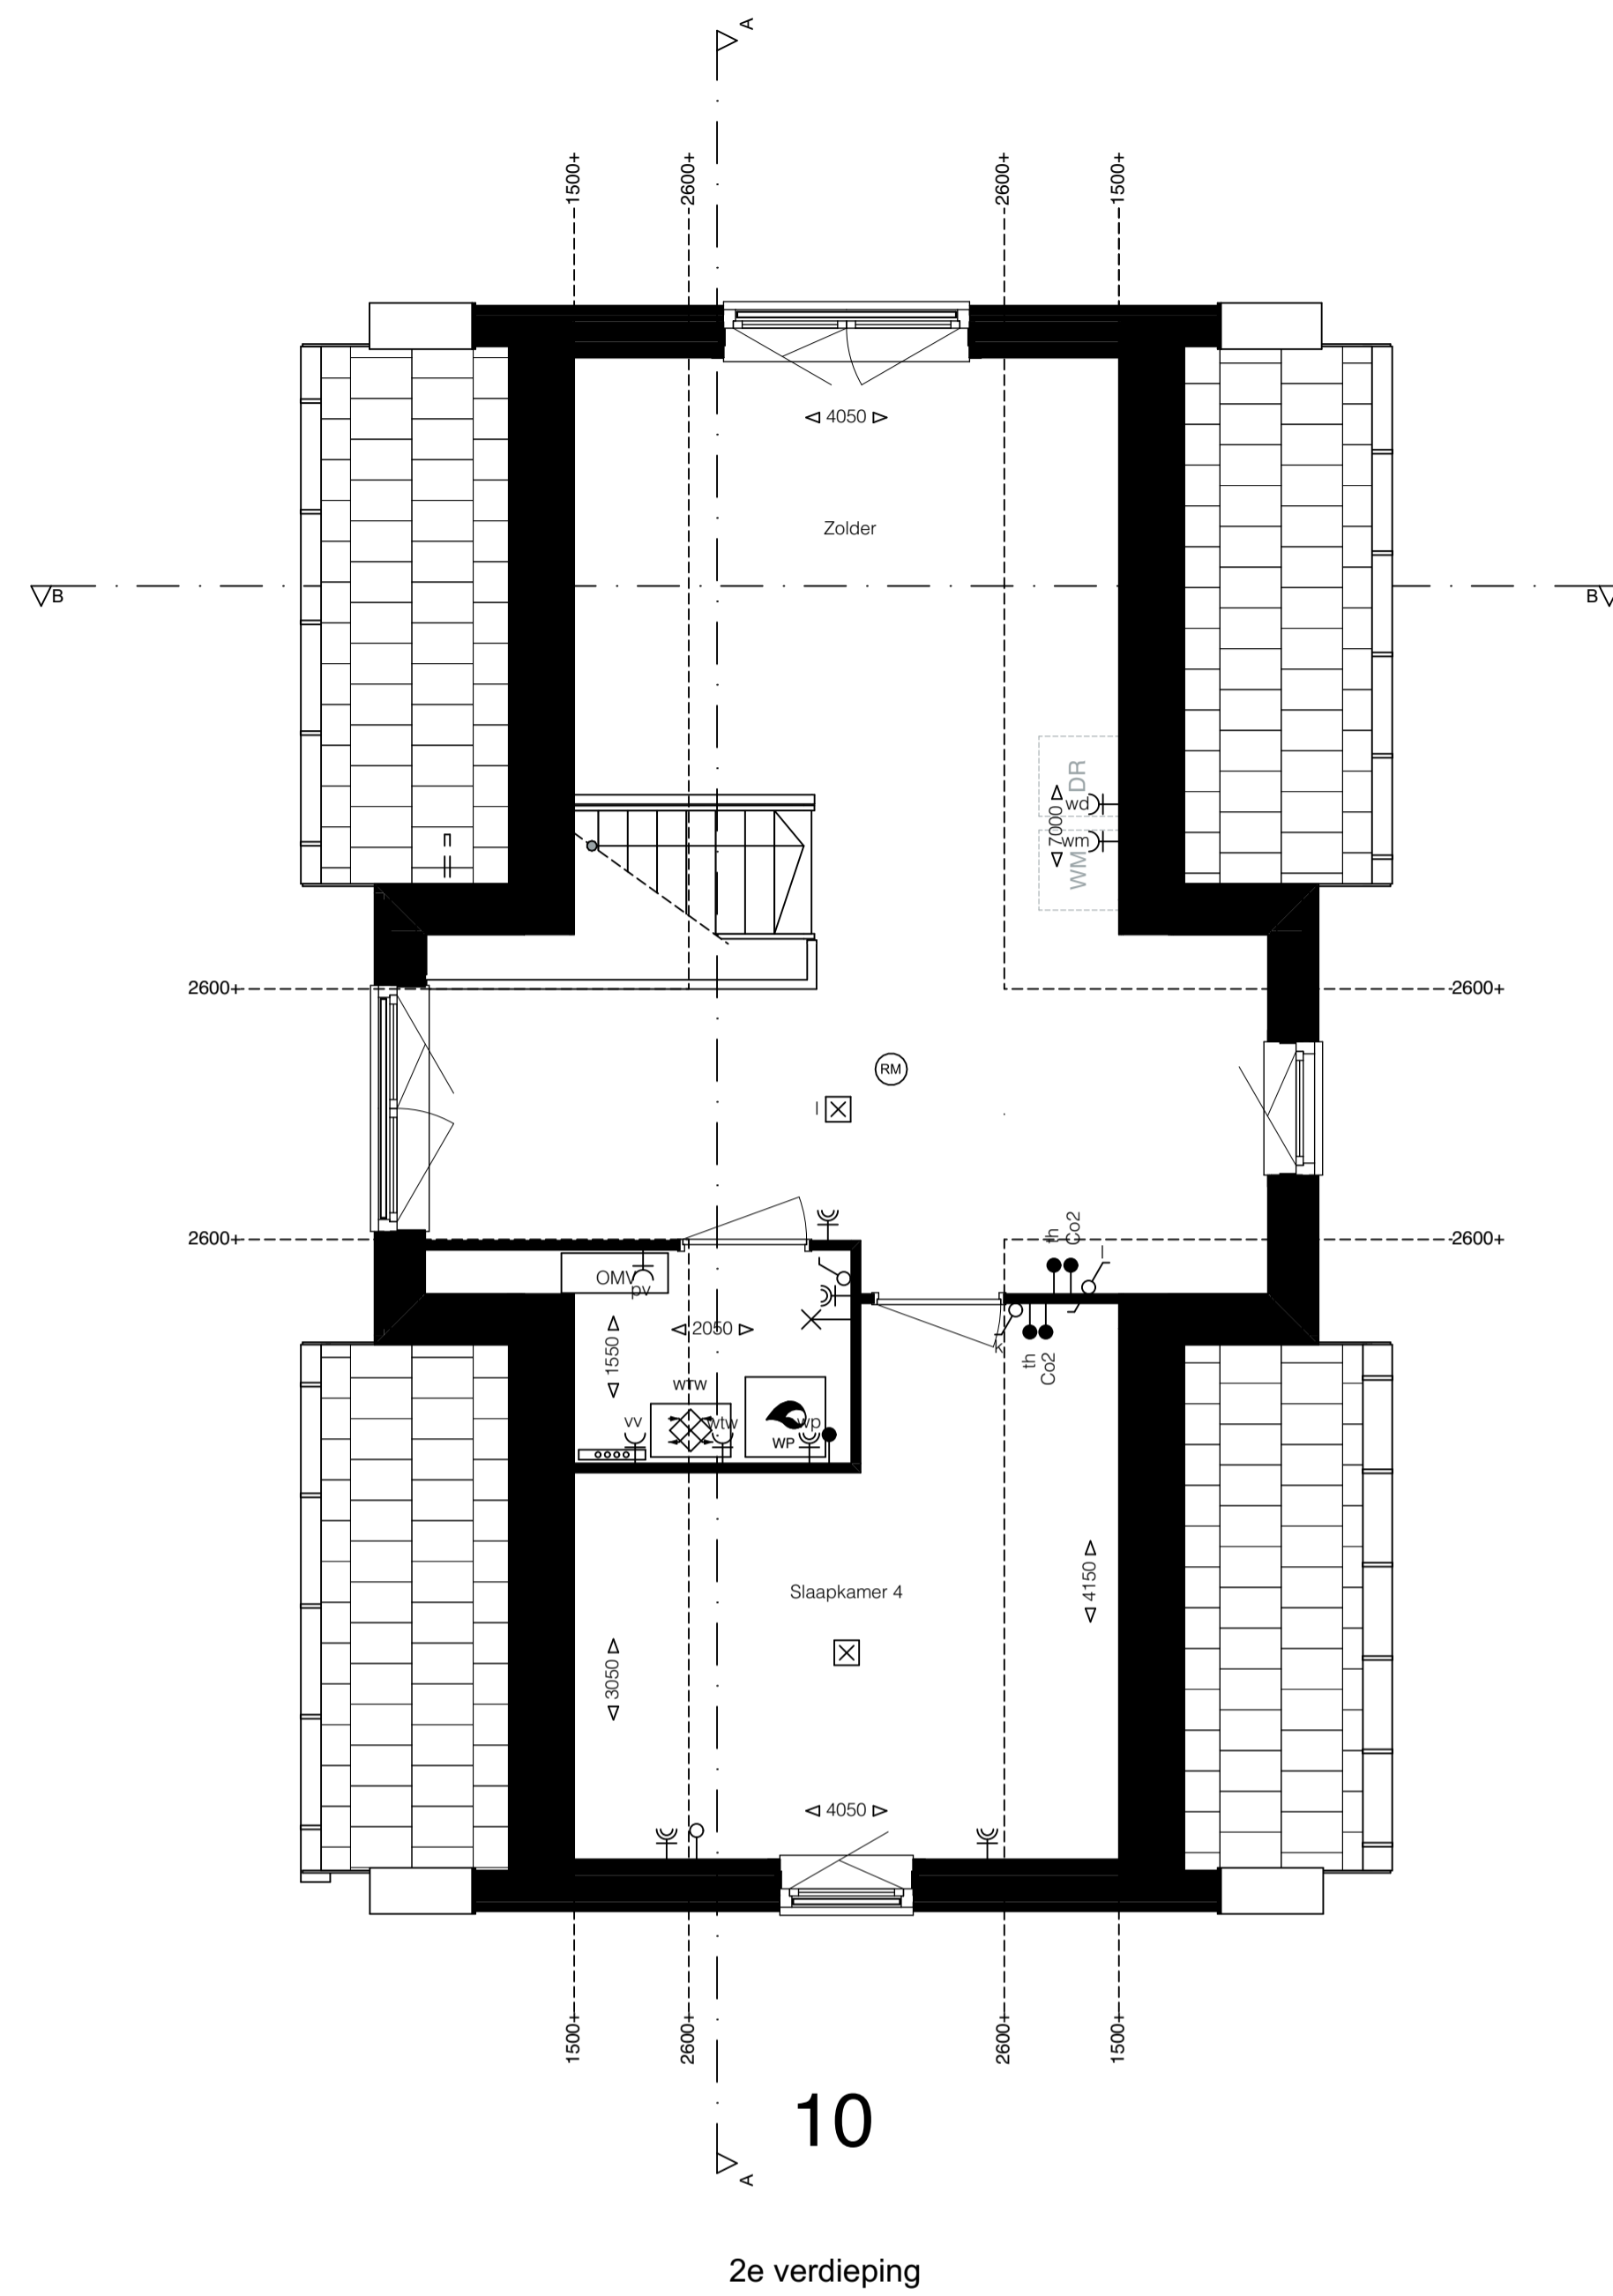 A
1500+
2600+
2600+
1500+
4050
Zolder
B
B
DR
wd
7000
wm
WM
2600+
2600+
RM
l
2600+
2600+
th
Co2
l
OMV
pv
2050
1550
k
th
Co2
wtw
vv
wtw
wp
WP
4150
Slaapkamer 4
3050
4050
1500+
2600+
2600+
1500+
10
A
2e verdieping